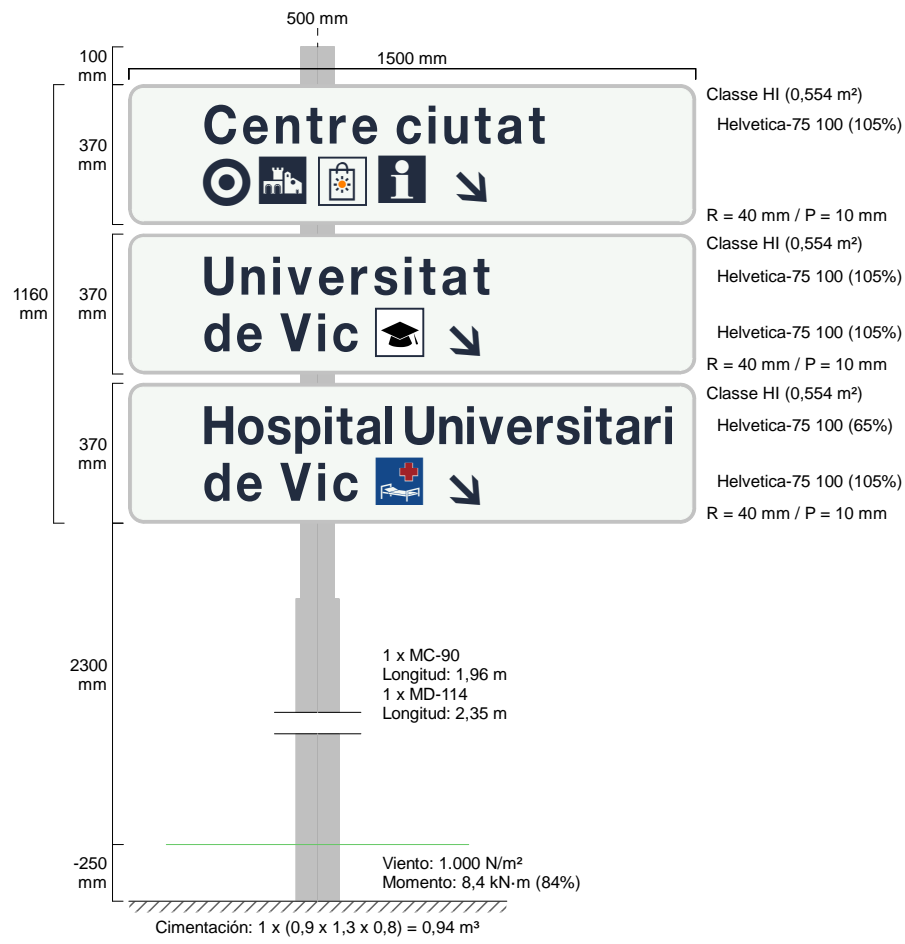 500 mm
100
mm
1500 mm
Classe HI (0,554 m²)
Centre ciutat
Helvetica-75 100 (105%)
370
mm
i
R = 40 mm / P = 10 mm
Classe HI (0,554 m²)
Universitat
Helvetica-75 100 (105%)
1160
mm
370
mm
de Vic
Helvetica-75 100 (105%)
R = 40 mm / P = 10 mm
Classe HI (0,554 m²)
Hospital Universitari
Helvetica-75 100 (65%)
370
mm
de Vic
Helvetica-75 100 (105%)
R = 40 mm / P = 10 mm
2300
mm
1 x MC-90
Longitud: 1,96 m
1 x MD-114
Longitud: 2,35 m
-250
mm
Viento: 1.000 N/m²
Momento: 8,4 kN·m (84%)
Cimentación: 1 x (0,9 x 1,3 x 0,8) = 0,94 m³